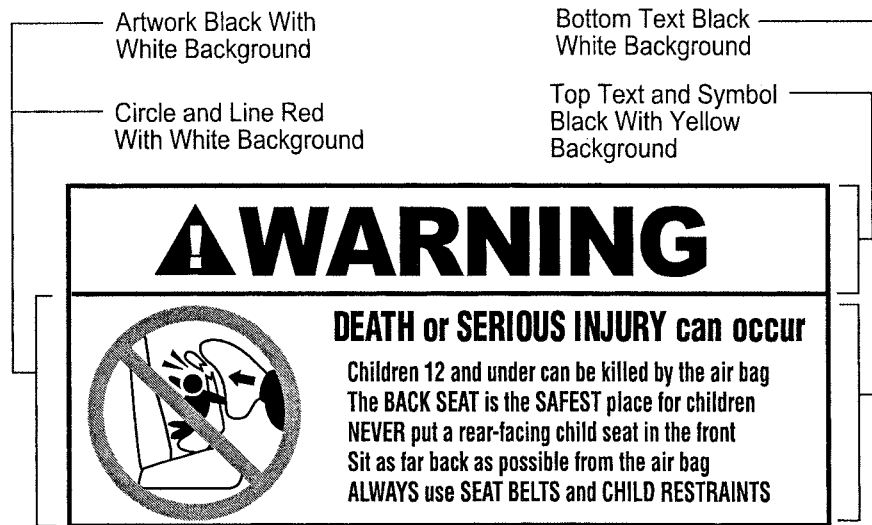 Artwork Black With
White Background
Circle and Line Red
With White Background
Bottom Text Black
White Background
Top Text and Symbol
Black With Yellow
Background
WARNING
DEATH or SERIOUS INJURY can occur
Children 12 and under can be killed by the air bag
The BACK SEAT is the SAFEST place for children
NEVER put a rear-facing child seat in the front
Sit as far back as possible from the air bag
ALWAYS use SEAT BELTS and CHILD RESTRAINTS